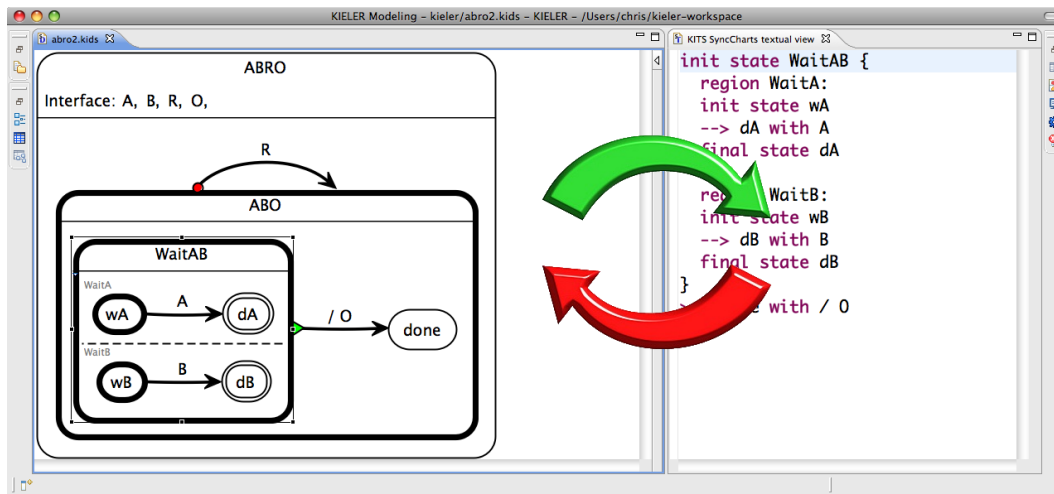 KIELER Modeling - kieler/abro2.kids - KIELER - /Users/chris/kieler-workspace
abro2.kids
ABRO
Interface: A, B, R, O,
R
ABO
WaitAB
WaitA
wA
A
dA
/ O
done
WaitB
wB
B
dB
KITS SyncCharts textual view
init state WaitAB {
region WaitA:
init state wA
--> dA with A
final state dA
WaitB:
init state wB
--> dB with B
final state dB
}
with / O